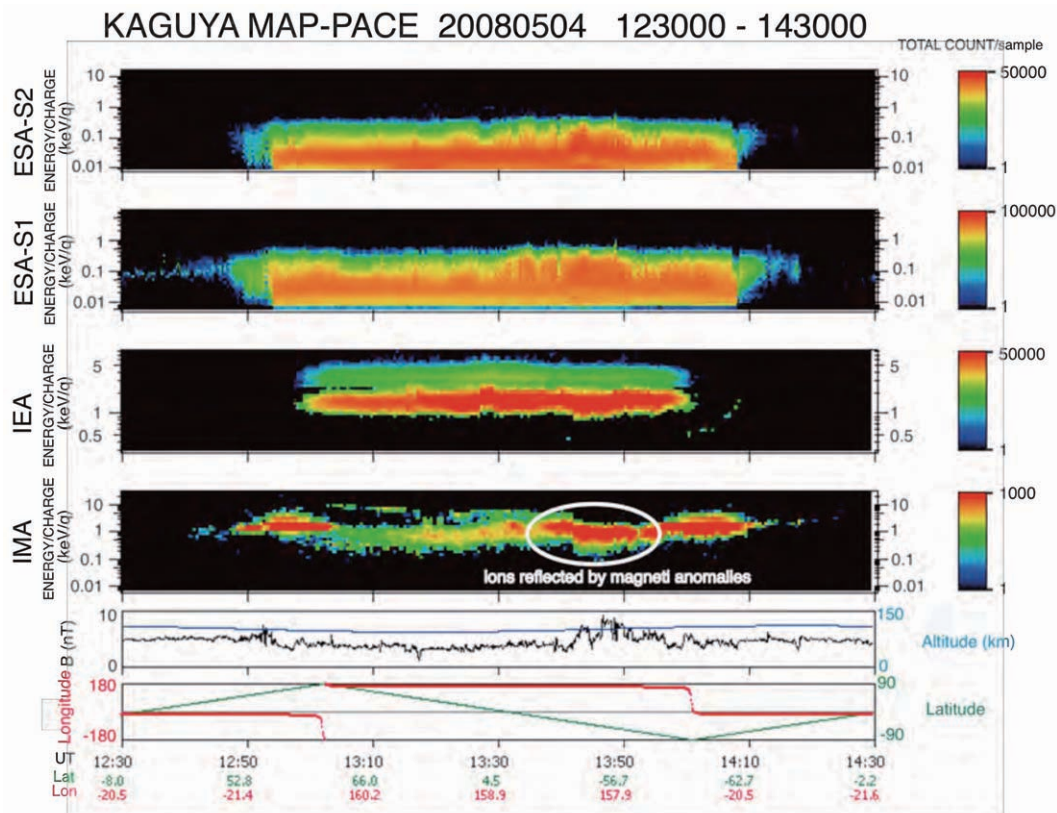 KAGUYA MAP-PACE 20080504 123000 - 143000
TOTAL COUNT/sample
ESA-S2
ENERGY/CHARGE
(keV/q)
10
1
0.1
0.01
10
1
0.1
0.01
50000
1
ESA-S1
ENERGY/CHARGE
(keV/q)
1
0.1
0.01
1
0.1
0.01
100000
1
IEA
ENERGY/CHARGE
(keV/q)
5
1
0.5
5
1
0.5
50000
1
IMA
ENERGY/CHARGE
(keV/q)
10
1
0.1
0.01
10
1
0.1
0.01
1000
1
Ions reflected by magneti anomalies
B (nT)
10
0
150
0
Altitude (km)
Longitude
180
-180
90
-90
Latitude
UT 12:30 12:50 13:10 13:30 13:50 14:10 14:30
Lat -8.0 52.8 66.0 4.5 -56.7 -62.7 -2.2
Lon -20.5 -21.4 160.2 158.9 157.9 -20.5 -21.6